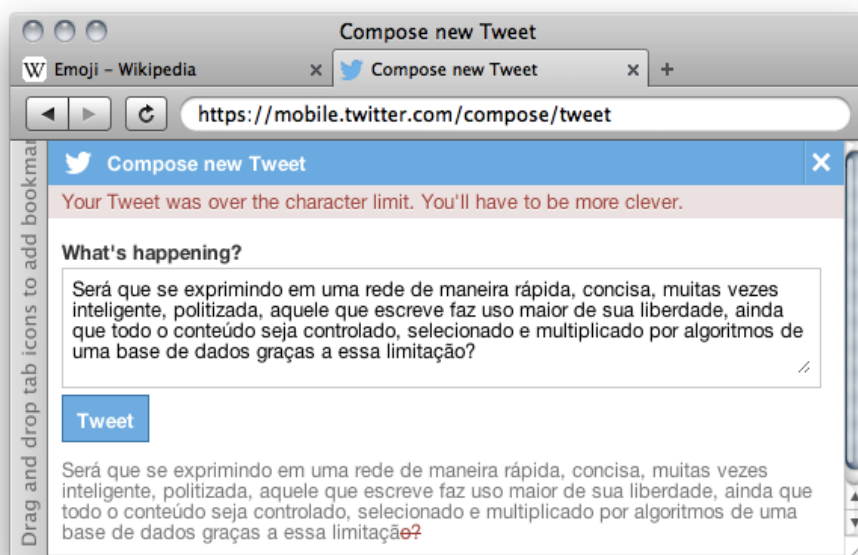 Compose new Tweet
W Emoji – Wikipedia
Compose new Tweet
https://mobile.twitter.com/compose/tweet
Drag and drop tab icons to add bookmar
Compose new Tweet
Your Tweet was over the character limit. You'll have to be more clever.
What's happening?
Será que se exprimindo em uma rede de maneira rápida, concisa, muitas vezes
inteligente, politizada, aquele que escreve faz uso maior de sua liberdade, ainda
que todo o conteúdo seja controlado, selecionado e multiplicado por algoritmos de
uma base de dados graças a essa limitação?
Tweet
Será que se exprimindo em uma rede de maneira rápida, concisa, muitas vezes
inteligente, politizada, aquele que escreve faz uso maior de sua liberdade, ainda que
todo o conteúdo seja controlado, selecionado e multiplicado por algoritmos de uma
base de dados graças a essa limitação?